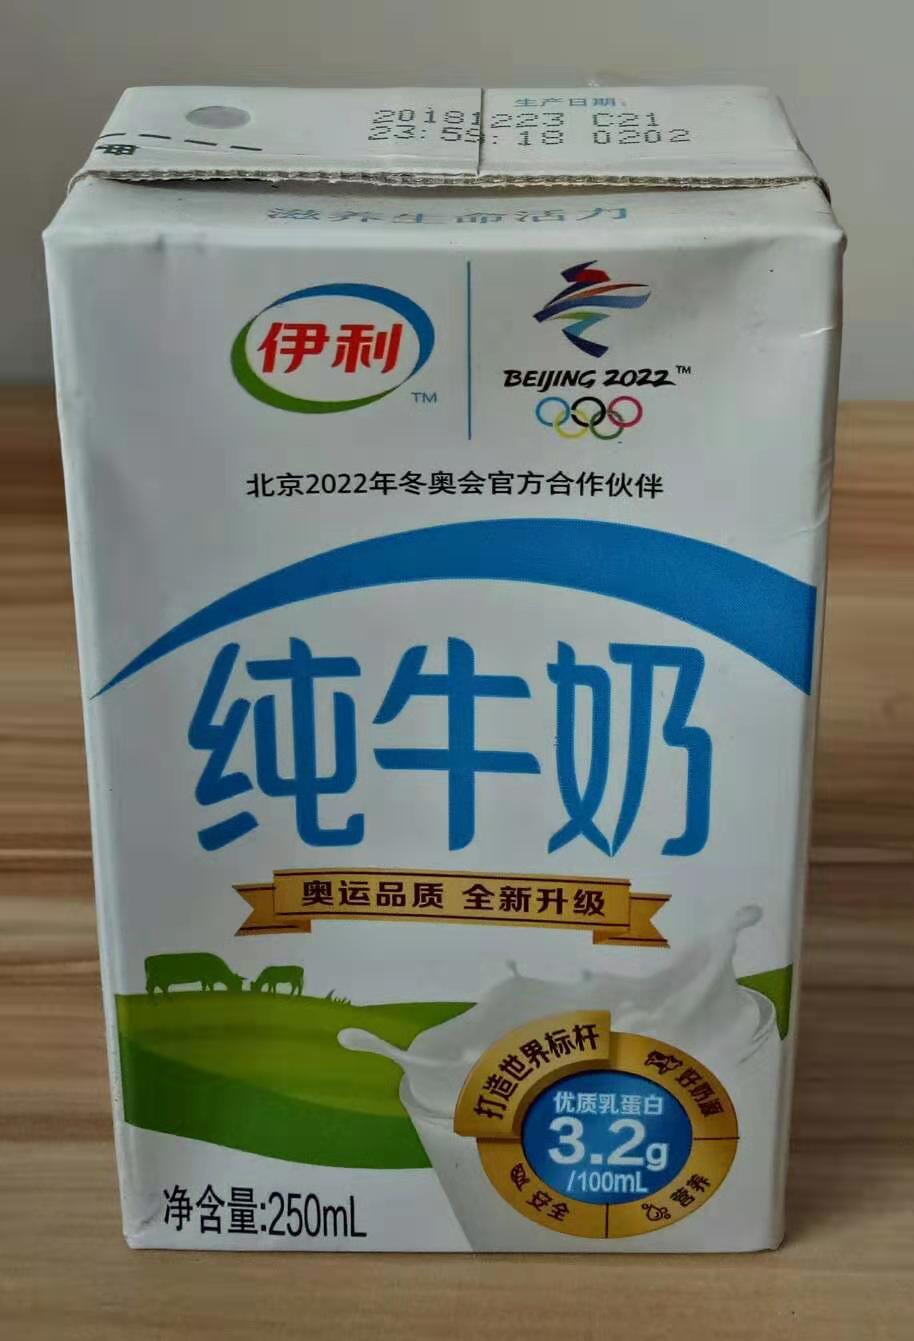 生产日期:
20181223 C21
23:59:18 0202
滋养生命活力
伊利
TM
BEIJING 2022™
北京2022年冬奥会官方合作伙伴
纯牛奶
奥运品质 全新升级
打造世界标杆
好奶源
优质乳蛋白
3.2g
/100mL
安全
营养
净含量:250mL